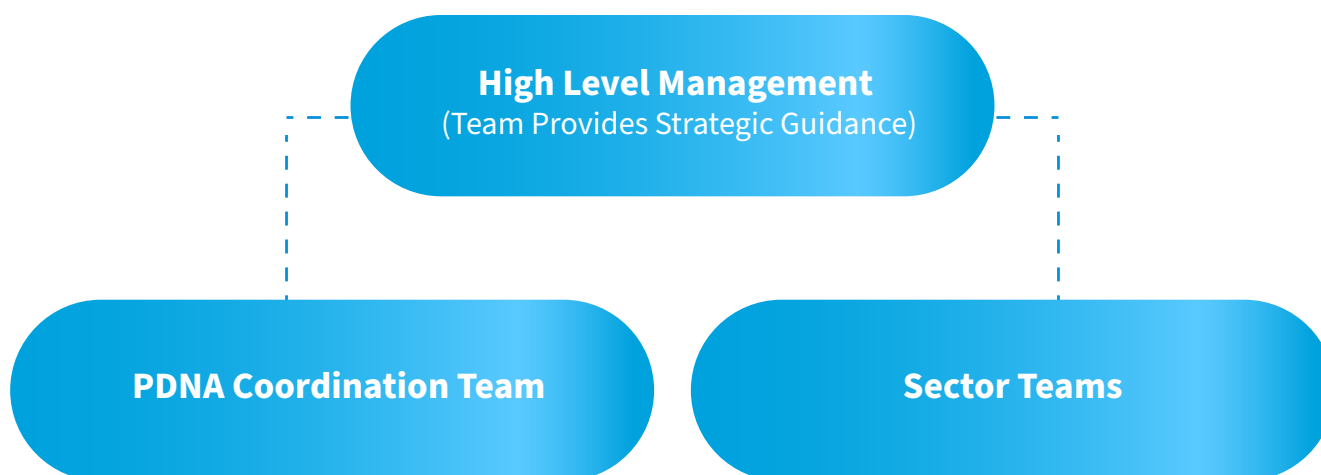 High Level Management
(Team Provides Strategic Guidance)
PDNA Coordination Team
Sector Teams